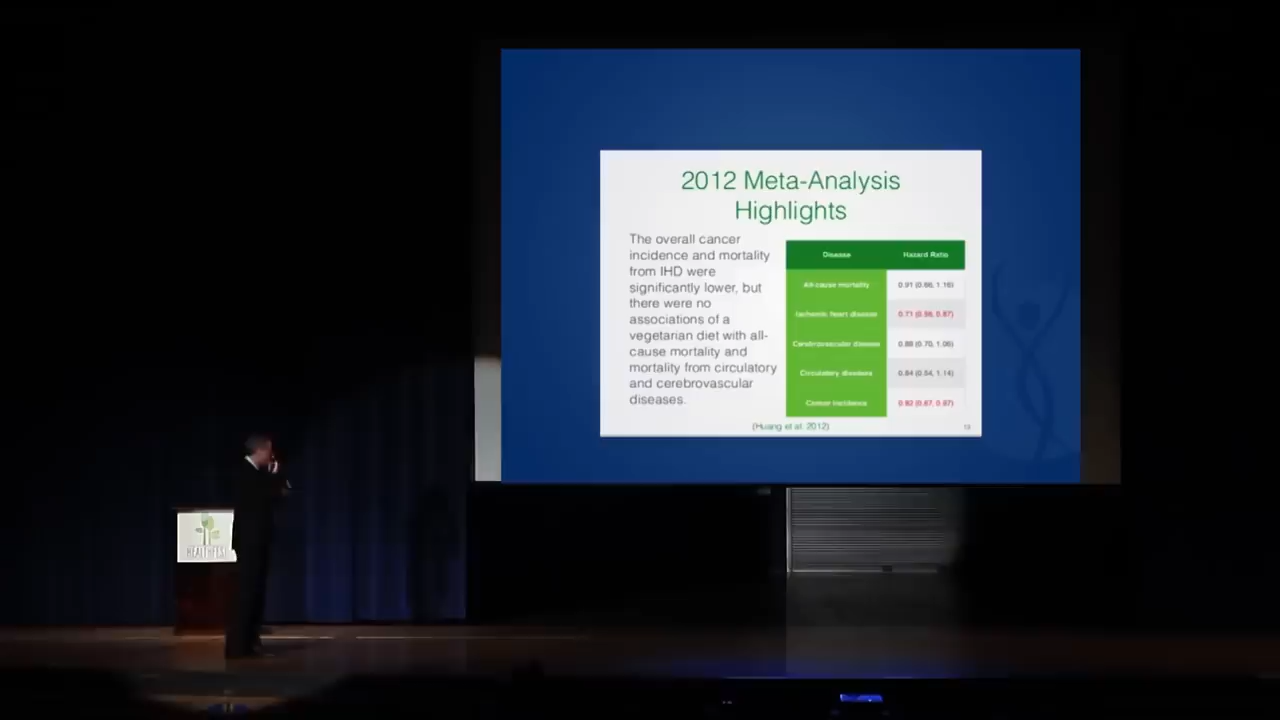 2012 Meta-Analysis
Highlights
The overall cancer
incidence and mortality
from IHD were
significantly lower, but
there were no
associations of a
vegetarian diet with all-
cause mortality and
mortality from circulatory
and cerebrovascular
diseases.
Disease Hazard Ratio
All-cause mortality 0.91 (0.66, 1.16)
Ischemic heart disease 0.71 (0.56, 0.87)
Cerebrovascular disease 0.88 (0.70, 1.06)
Circulatory diseases 0.84 (0.54, 1.14)
Cancer incidence 0.82 (0.67, 0.97)
(Huang et al. 2012)
13
HEALTHFEST